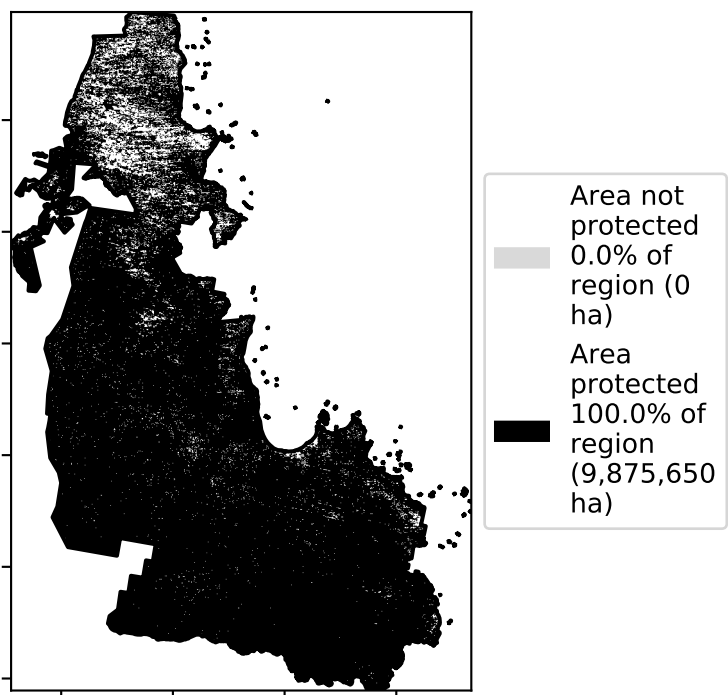 Area not
protected
0.0% of
region (0
ha)
Area
protected
100.0% of
region
(9,875,650
ha)